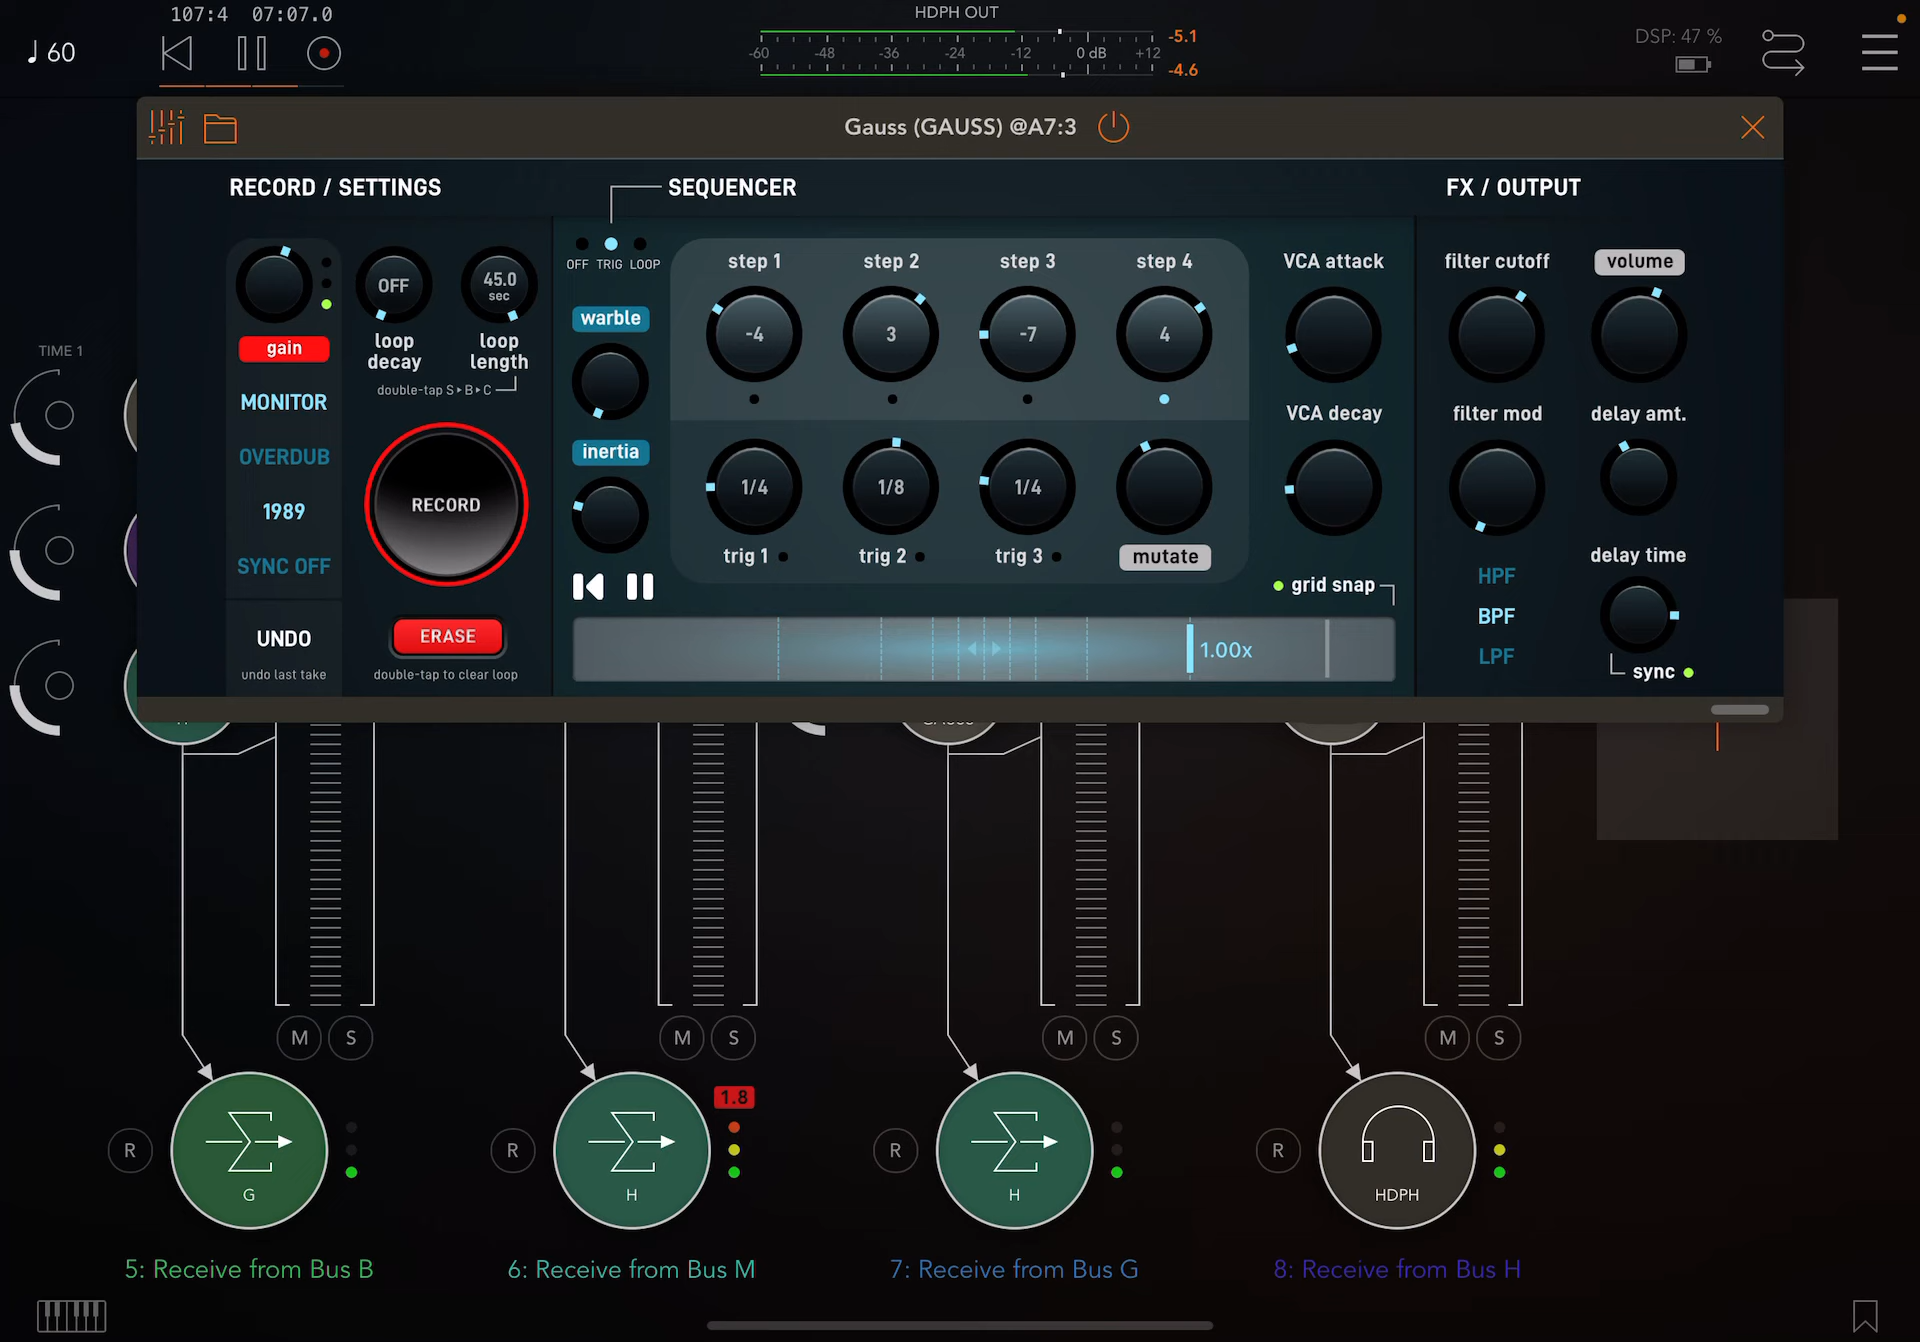 107:4 07:07.0
HDPH OUT
♩ 60
-5.1
-60 -48 -36 -24 -12 0 dB +12
-4.6
DSP: 47 %
Gauss (GAUSS) @A7:3
RECORD / SETTINGS
SEQUENCER
FX / OUTPUT
OFF TRIG LOOP
step 1 step 2 step 3 step 4
VCA attack
filter cutoff volume
OFF
45.0
sec
gain
loop
decay
loop
length
double-tap S▸B▸C
MONITOR
OVERDUB
1989
SYNC OFF
RECORD
UNDO
undo last take
ERASE
double-tap to clear loop
warble
inertia
-4 3 -7 4
1/4 1/8 1/4
trig 1 trig 2 trig 3 mutate
VCA decay
grid snap
1.00x
filter mod delay amt.
HPF
BPF
LPF
delay time
sync
TIME 1
M S M S M S M S
1.8
R R R R
G H H HDPH
5: Receive from Bus B
6: Receive from Bus M
7: Receive from Bus G
8: Receive from Bus H